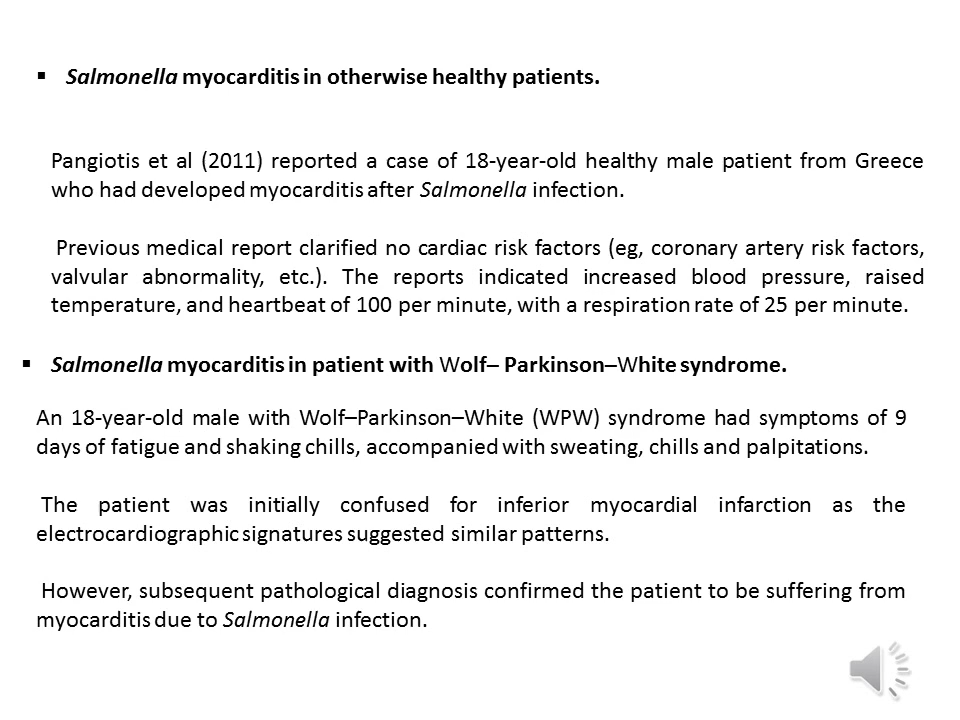 ▪ Salmonella myocarditis in otherwise healthy patients.
Pangiotis et al (2011) reported a case of 18-year-old healthy male patient from Greece
who had developed myocarditis after Salmonella infection.
Previous medical report clarified no cardiac risk factors (eg, coronary artery risk factors,
valvular abnormality, etc.). The reports indicated increased blood pressure, raised
temperature, and heartbeat of 100 per minute, with a respiration rate of 25 per minute.
▪ Salmonella myocarditis in patient with Wolf– Parkinson–White syndrome.
An 18-year-old male with Wolf–Parkinson–White (WPW) syndrome had symptoms of 9
days of fatigue and shaking chills, accompanied with sweating, chills and palpitations.
The patient was initially confused for inferior myocardial infarction as the
electrocardiographic signatures suggested similar patterns.
However, subsequent pathological diagnosis confirmed the patient to be suffering from
myocarditis due to Salmonella infection.